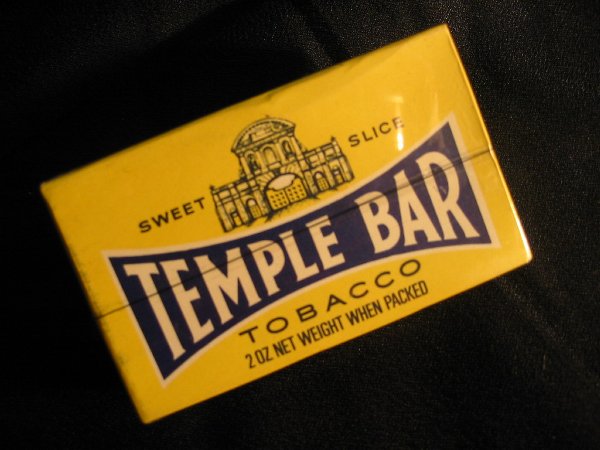 SWEET SLICE
TEMPLE BAR
TOBACCO
2 OZ NET WEIGHT WHEN PACKED